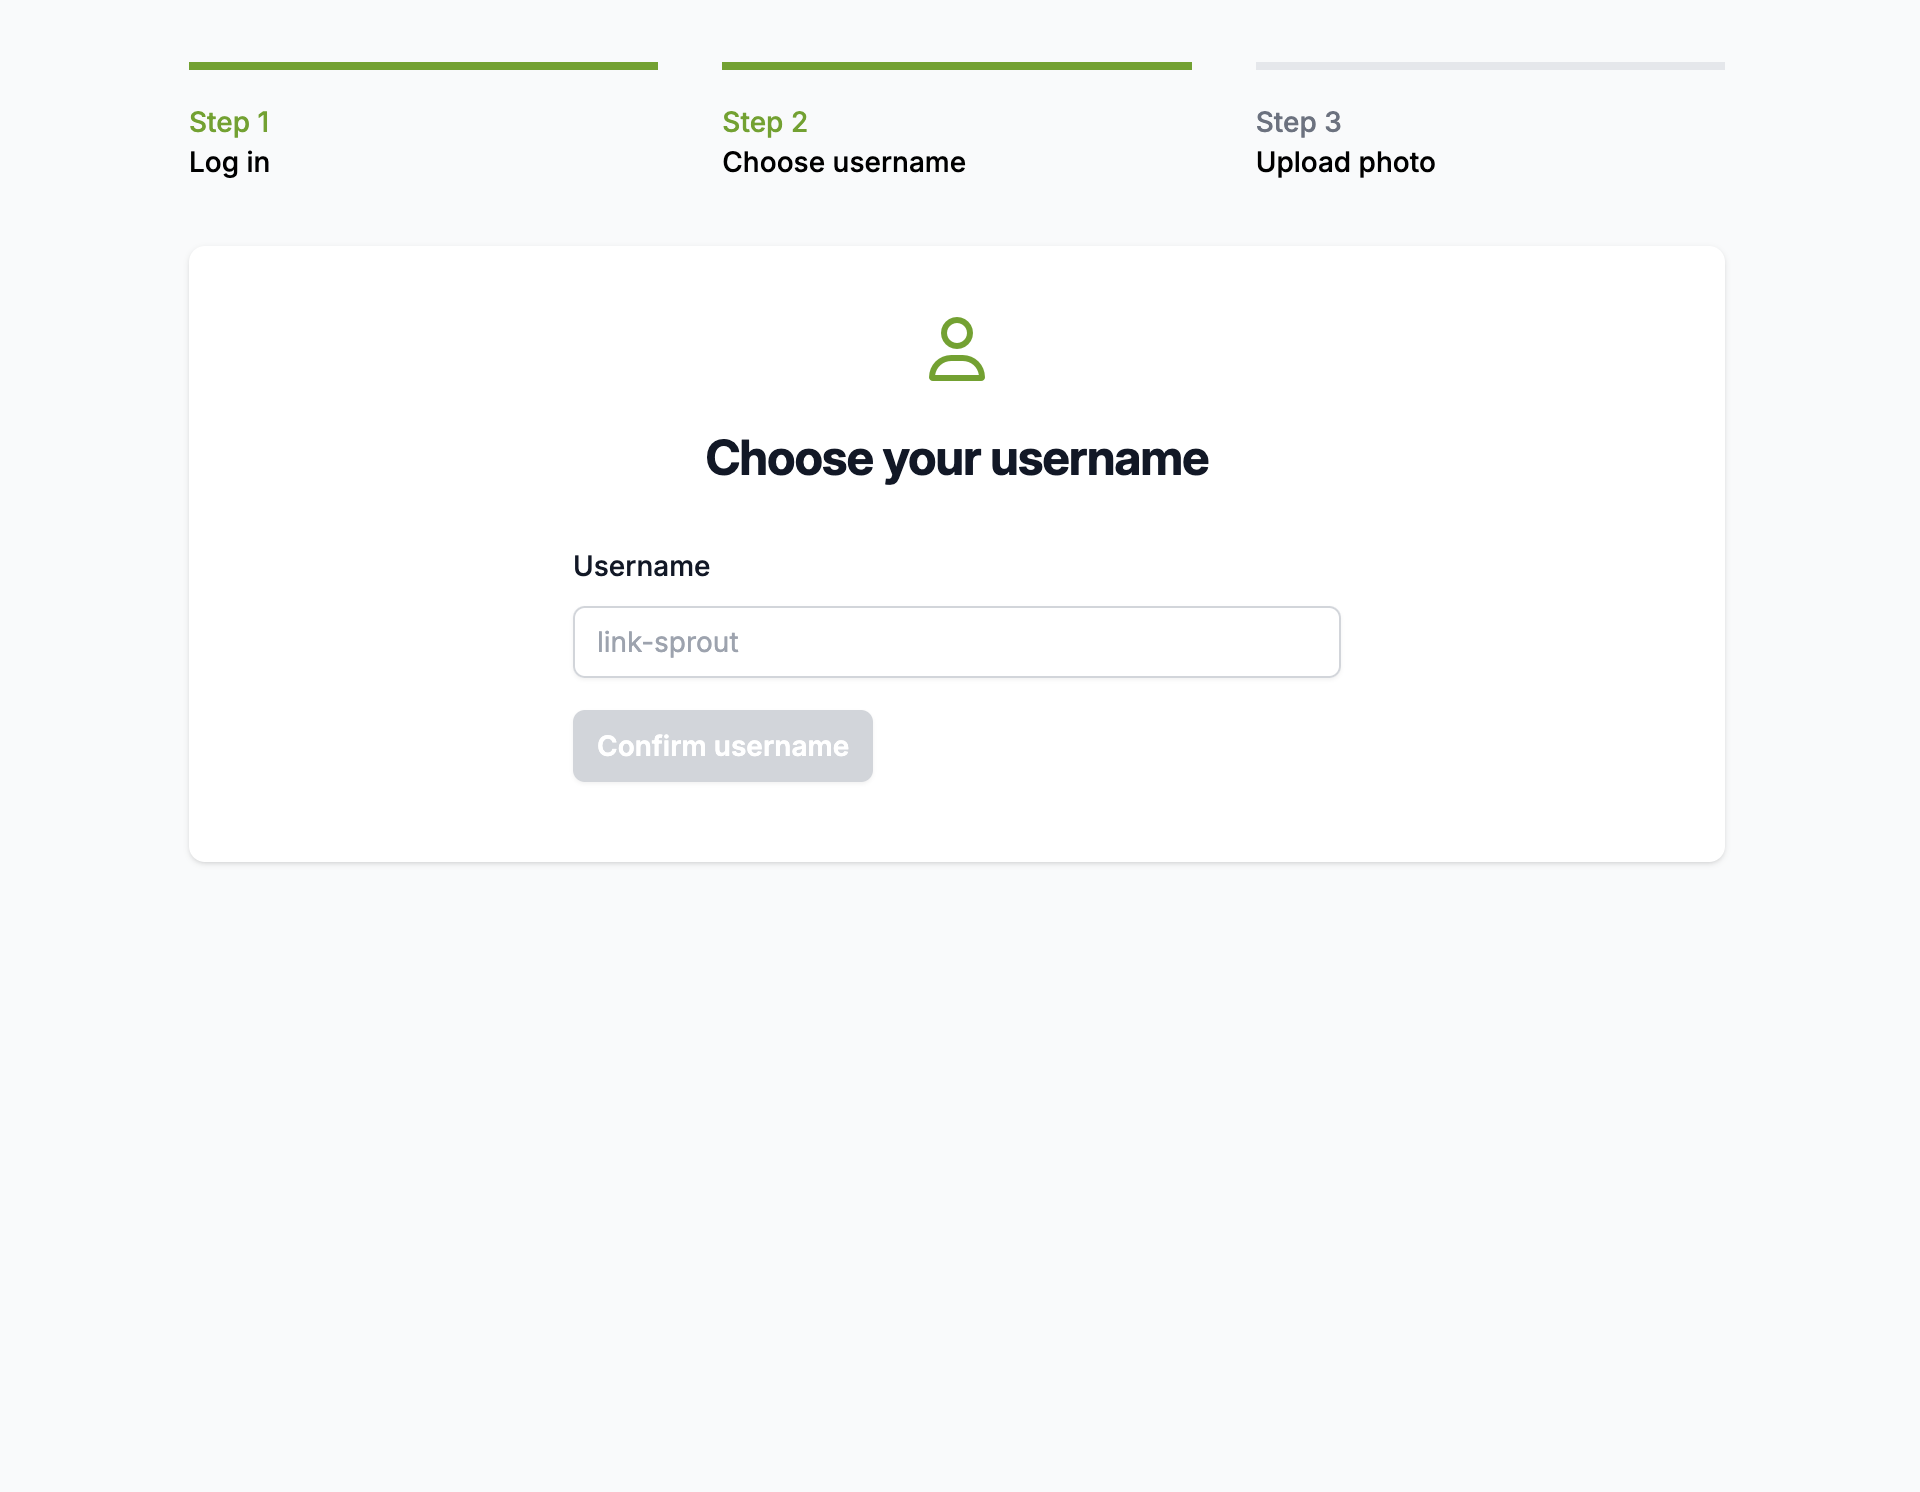 Step 1
Log in
Step 2
Choose username
Step 3
Upload photo
Choose your username
Username
link-sprout
Confirm username